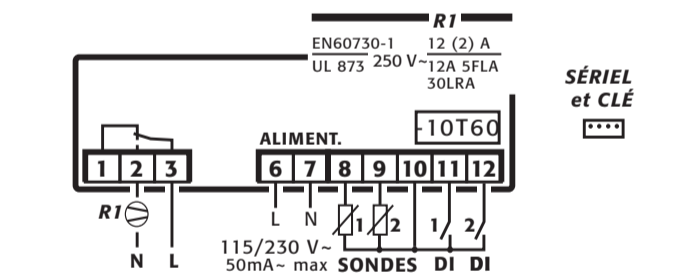 R1
EN60730-1
UL 873
250 V~
12 (2) A
12A 5FLA
30LRA
SÉRIEL
et CLÉ
-10T60
ALIMENT.
1 2 3 6 7 8 9 10 11 12
R1
L N 1 2 1 2
115/230 V~
N L 50mA~ max SONDES DI DI